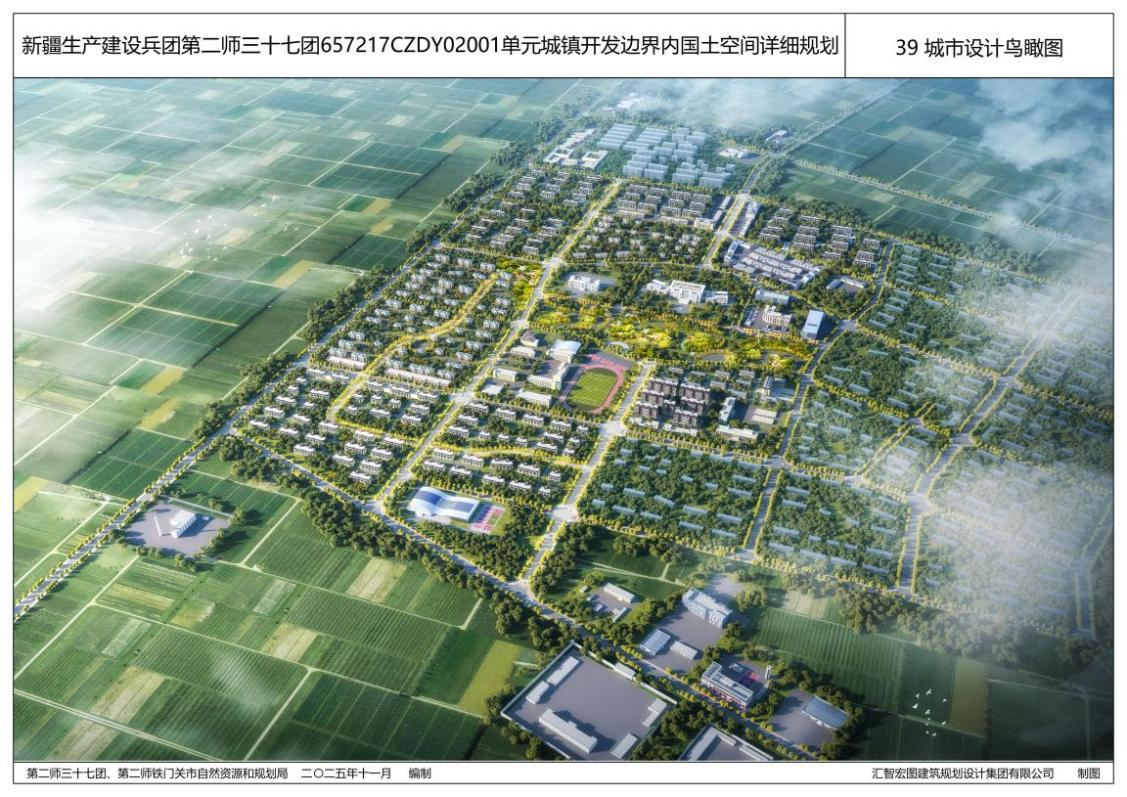 新疆生产建设兵团第二师三十七团657217CZDY02001单元城镇开发边界内国土空间详细规划
39 城市设计鸟瞰图
第二师三十七团、第二师铁门关市自然资源和规划局 二〇二五年十一月 编制
汇智宏图建筑规划设计集团有限公司 制图